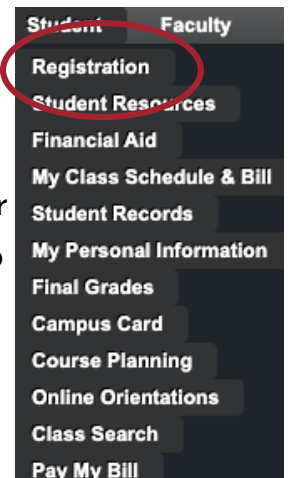 Student Faculty
Registration
Student Resources
Financial Aid
My Class Schedule & Bill
r
Student Records
o
My Personal Information
Final Grades
Campus Card
Course Planning
Online Orientations
Class Search
Pay My Bill